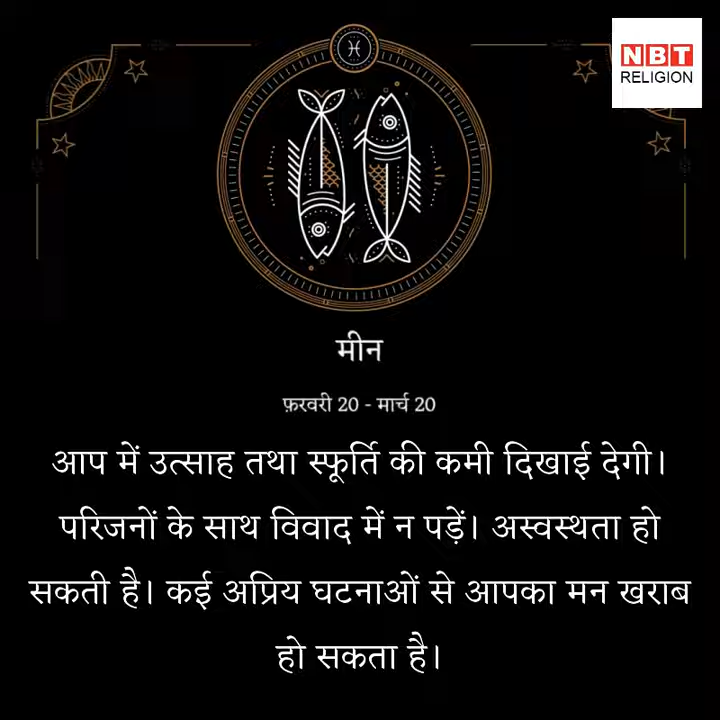 NBT
RELIGION
मीन
फ़रवरी 20 - मार्च 20
आप में उत्साह तथा स्फूर्ति की कमी दिखाई देगी।
परिजनों के साथ विवाद में न पड़ें। अस्वस्थता हो
सकती है। कई अप्रिय घटनाओं से आपका मन खराब
हो सकता है।